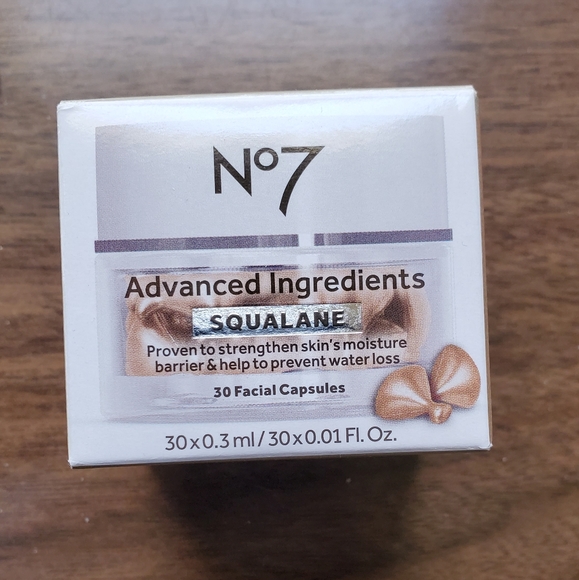 No7
Advanced Ingredients
SQUALANE
Proven to strengthen skin's moisture
barrier & help to prevent water loss
30 Facial Capsules
30 x 0.3 ml / 30 x 0.01 Fl. Oz.